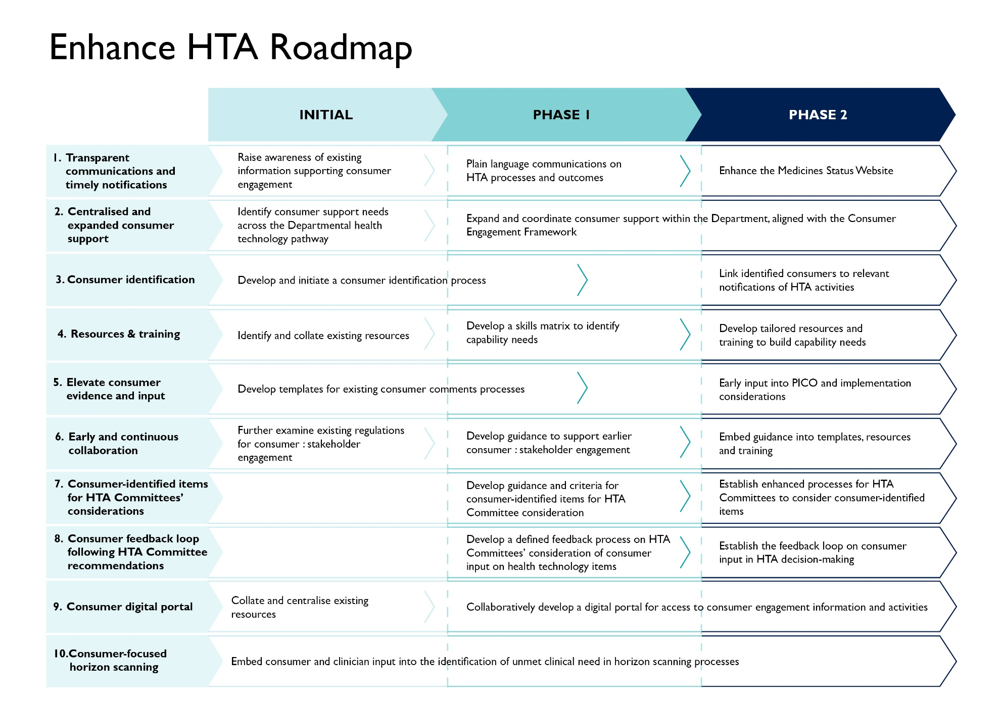 Enhance HTA Roadmap
INITIAL
PHASE 1
PHASE 2
1. Transparent
communications and
timely notifications
Raise awareness of existing
information supporting consumer
engagement
Plain language communications on
HTA processes and outcomes
Enhance the Medicines Status Website
2. Centralised and
expanded consumer
support
Identify consumer support needs
across the Departmental health
technology pathway
Expand and coordinate consumer support within the Department, aligned with the Consumer
Engagement Framework
3. Consumer identification
Develop and initiate a consumer identification process
Link identified consumers to relevant
notifications of HTA activities
4. Resources & training
Identify and collate existing resources
Develop a skills matrix to identify
capability needs
Develop tailored resources and
training to build capability needs
5. Elevate consumer
evidence and input
Develop templates for existing consumer comments processes
Early input into PICO and implementation
considerations
6. Early and continuous
collaboration
Further examine existing regulations
for consumer : stakeholder
engagement
Develop guidance to support earlier
consumer : stakeholder engagement
Embed guidance into templates, resources
and training
7. Consumer-identified items
for HTA Committees’
considerations
Develop guidance and criteria for
consumer-identified items for HTA
Committee consideration
Establish enhanced processes for HTA
Committees to consider consumer-identified
items
8. Consumer feedback loop
following HTA Committee
recommendations
Develop a defined feedback process on HTA
Committees’ consideration of consumer
input on health technology items
Establish the feedback loop on consumer
input in HTA decision-making
9. Consumer digital portal
Collate and centralise existing
resources
Collaboratively develop a digital portal for access to consumer engagement information and activities
10.Consumer-focused
horizon scanning
Embed consumer and clinician input into the identification of unmet clinical need in horizon scanning processes